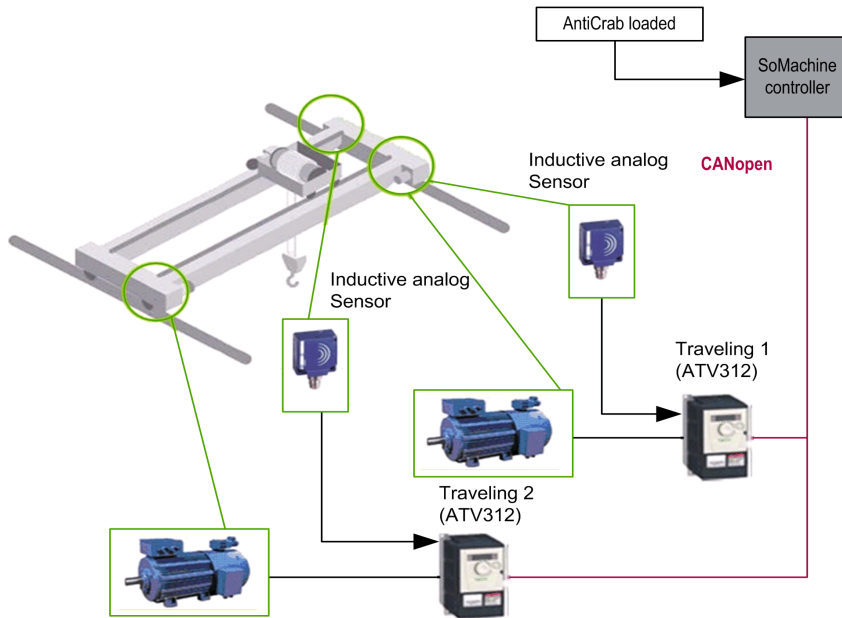 AntiCrab loaded
SoMachine
controller
CANopen
Inductive analog
Sensor
Inductive analog
Sensor
Traveling 1
(ATV312)
Traveling 2
(ATV312)